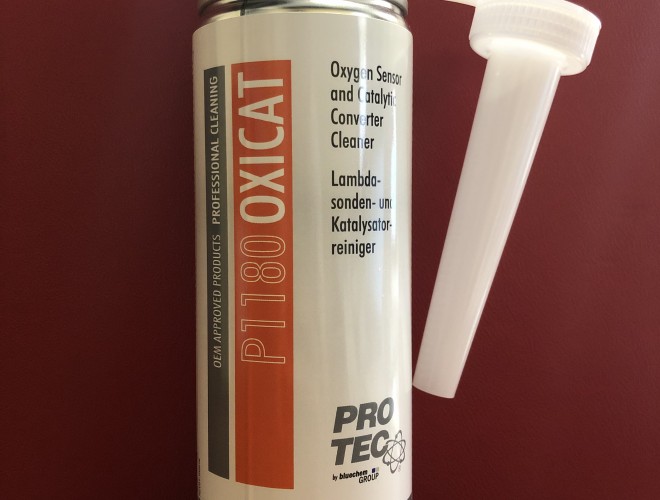 OEM APPROVED PRODUCTS PROFESSIONAL CLEANING
P1180 OXICAT
Oxygen Sensor
and Catalytic
Converter
Cleaner
Lambda-
sonden- und
Katalysator-
reiniger
PRO
TEC
by bluechem
GROUP